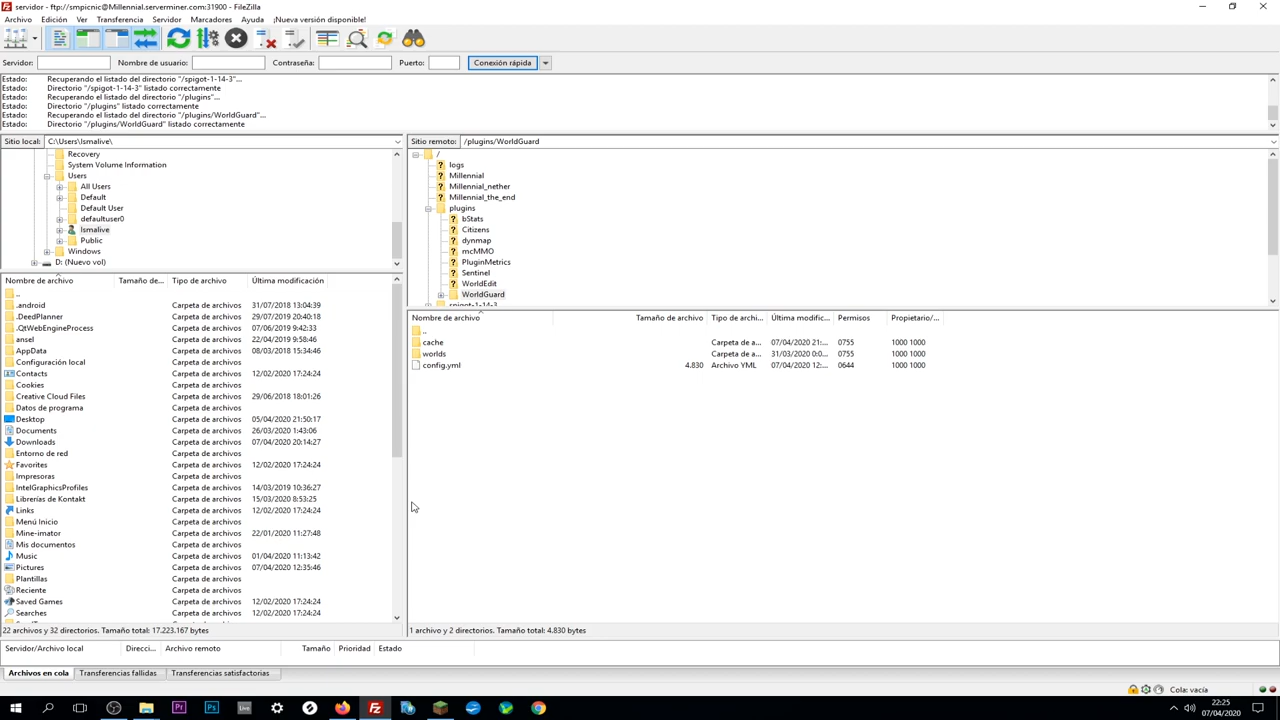 servidor - ftp://smpicnic@Millennial.serverminer.com:31900 - FileZilla
Archivo Edición Ver Transferencia Servidor Marcadores Ayuda ¡Nueva versión disponible!
Servidor: Nombre de usuario: Contraseña: Puerto: Conexión rápida
Estado: Recuperando el listado del directorio "/spigot-1-14-3"...
Estado: Directorio "/spigot-1-14-3" listado correctamente
Estado: Recuperando el listado del directorio "/plugins"...
Estado: Directorio "/plugins" listado correctamente
Estado: Recuperando el listado del directorio "/plugins/WorldGuard"...
Estado: Directorio "/plugins/WorldGuard" listado correctamente
Sitio local: C:\Users\Ismalive\
Recovery
System Volume Information
Users
All Users
Default
Default User
defaultuser0
Ismalive
Public
Windows
D: (Nuevo vol)
Nombre de archivo Tamaño de... Tipo de archivo Última modificación
..
.android Carpeta de archivos 31/07/2018 13:04:39
.DeedPlanner Carpeta de archivos 29/07/2018 20:40:18
.QtWebEngineProcess Carpeta de archivos 07/06/2019 9:42:33
ansel Carpeta de archivos 22/04/2019 9:58:46
AppData Carpeta de archivos 08/03/2018 15:34:46
Configuración local Carpeta de archivos
Contacts Carpeta de archivos 12/02/2020 17:24:24
Cookies Carpeta de archivos
Creative Cloud Files Carpeta de archivos 29/06/2018 18:01:26
Datos de programa Carpeta de archivos
Desktop Carpeta de archivos 05/04/2020 21:50:17
Documents Carpeta de archivos 26/03/2020 1:43:06
Downloads Carpeta de archivos 07/04/2020 20:14:27
Entorno de red Carpeta de archivos
Favorites Carpeta de archivos 12/02/2020 17:24:24
Impresoras Carpeta de archivos
IntelGraphicsProfiles Carpeta de archivos 14/03/2019 10:36:27
Librerías de Kontakt Carpeta de archivos 15/03/2020 8:53:25
Links Carpeta de archivos 12/02/2020 17:24:24
Menú Inicio Carpeta de archivos
Mine-imator Carpeta de archivos 22/01/2020 11:27:48
Mis documentos Carpeta de archivos
Music Carpeta de archivos 01/04/2020 11:13:42
Pictures Carpeta de archivos 07/04/2020 12:35:46
Plantillas Carpeta de archivos
Reciente Carpeta de archivos
Saved Games Carpeta de archivos 12/02/2020 17:24:24
Searches Carpeta de archivos 12/02/2020 17:24:24
22 archivos y 32 directorios. Tamaño total: 17.223.167 bytes
Sitio remoto: /plugins/WorldGuard
/
logs
Millennial
Millennial_nether
Millennial_the_end
plugins
bStats
Citizens
dynmap
mcMMO
PluginMetrics
Sentinel
WorldEdit
WorldGuard
spigot-1-14-3
Nombre de archivo Tamaño de archivo Tipo de archi... Última modific... Permisos Propietario/...
..
cache Carpeta de a... 07/04/2020 21:... 0755 1000 1000
worlds Carpeta de a... 31/03/2020 0:0... 0755 1000 1000
config.yml 4.830 Archivo YML 07/04/2020 12:... 0644 1000 1000
1 archivo y 2 directorios. Tamaño total: 4.830 bytes
Servidor/Archivo local Direcci... Archivo remoto Tamaño Prioridad Estado
Archivos en cola Transferencias fallidas Transferencias satisfactorias
Cola: vacía
Pr Ps Live Fz
22:25
07/04/2020